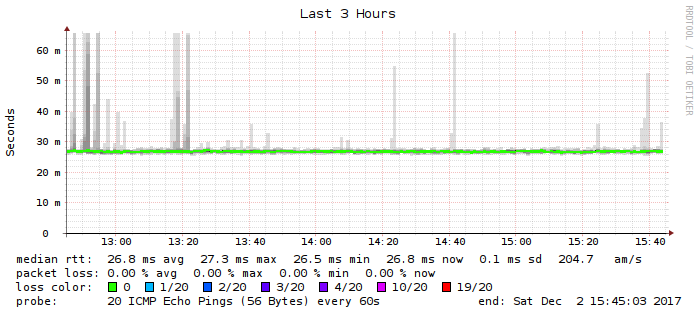 Last 3 Hours
RRDTOOL / TOBI OETIKER
Seconds
60 m
50 m
40 m
30 m
20 m
10 m
0
13:00 13:20 13:40 14:00 14:20 14:40 15:00 15:20 15:40
median rtt: 26.8 ms avg 27.3 ms max 26.5 ms min 26.8 ms now 0.1 ms sd 204.7 am/s
packet loss: 0.00 % avg 0.00 % max 0.00 % min 0.00 % now
loss color: 0 1/20 2/20 3/20 4/20 10/20 19/20
probe: 20 ICMP Echo Pings (56 Bytes) every 60s end: Sat Dec 2 15:45:03 2017